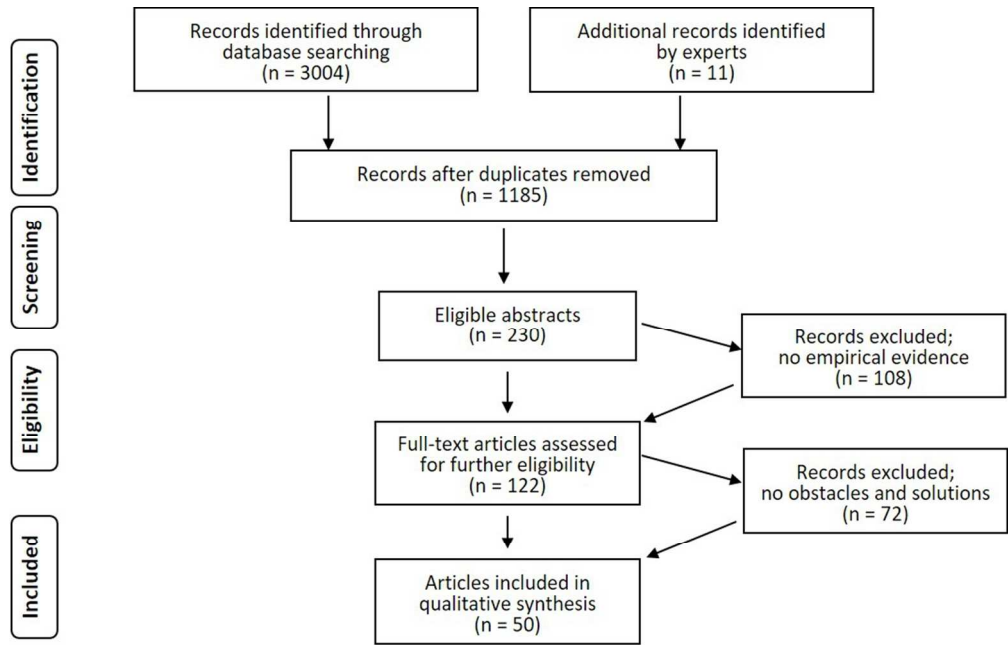 Identification
Records identified through
database searching
(n = 3004)
Additional records identified
by experts
(n = 11)
Records after duplicates removed
(n = 1185)
Screening
Eligible abstracts
(n = 230)
Records excluded;
no empirical evidence
(n = 108)
Eligibility
Full-text articles assessed
for further eligibility
(n = 122)
Records excluded;
no obstacles and solutions
(n = 72)
Included
Articles included in
qualitative synthesis
(n = 50)